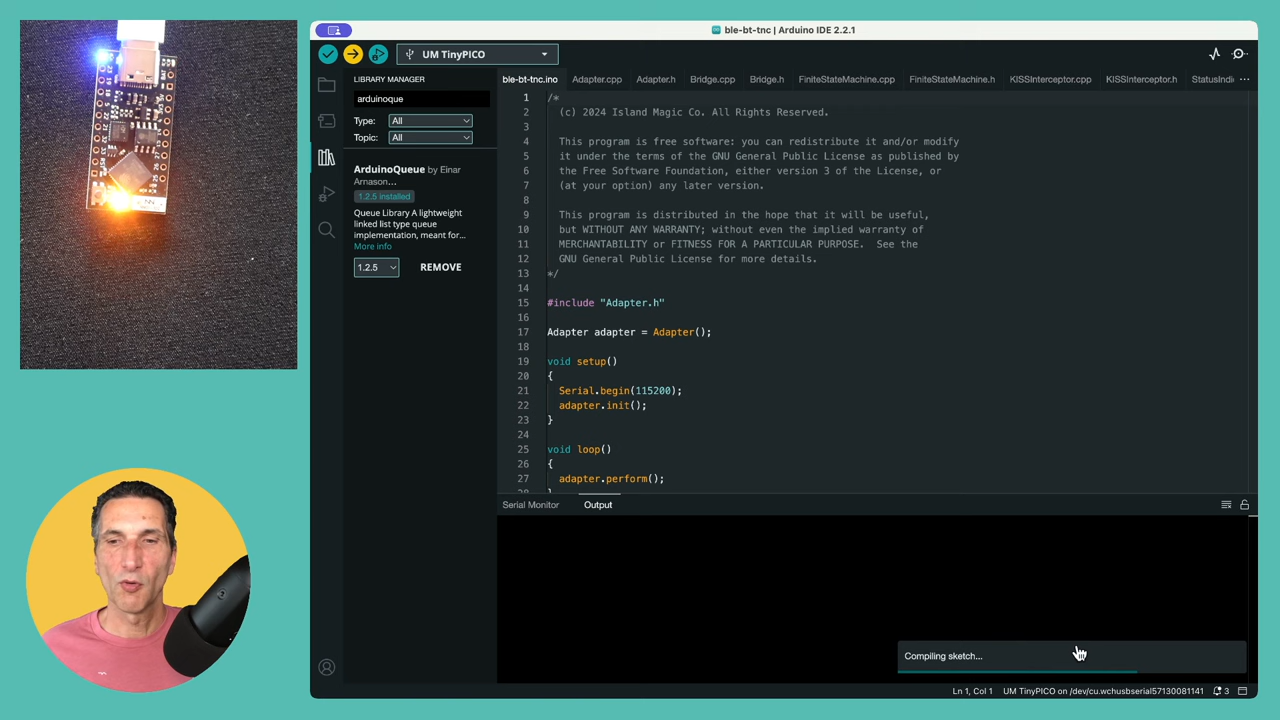 ble-bt-tnc | Arduino IDE 2.2.1
UM TinyPICO
LIBRARY MANAGER
arduinoque
Type: All
Topic: All
ArduinoQueue by Einar
Arnason...
1.2.5 installed
Queue Library A lightweight
linked list type queue
implementation, meant for...
More info
1.2.5 REMOVE
ble-bt-tnc.ino Adapter.cpp Adapter.h Bridge.cpp Bridge.h FiniteStateMachine.cpp FiniteStateMachine.h KISSInterceptor.cpp KISSInterceptor.h StatusIndi ...
1 /*
2 (c) 2024 Island Magic Co. All Rights Reserved.
3
4 This program is free software: you can redistribute it and/or modify
5 it under the terms of the GNU General Public License as published by
6 the Free Software Foundation, either version 3 of the License, or
7 (at your option) any later version.
8
9 This program is distributed in the hope that it will be useful,
10 but WITHOUT ANY WARRANTY; without even the implied warranty of
11 MERCHANTABILITY or FITNESS FOR A PARTICULAR PURPOSE. See the
12 GNU General Public License for more details.
13 */
14
15 #include "Adapter.h"
16
17 Adapter adapter = Adapter();
18
19 void setup()
20 {
21 Serial.begin(115200);
22 adapter.init();
23 }
24
25 void loop()
26 {
27 adapter.perform();
28 }
Serial Monitor Output
Compiling sketch...
Ln 1, Col 1 UM TinyPICO on /dev/cu.wchusbserial57130081141 3